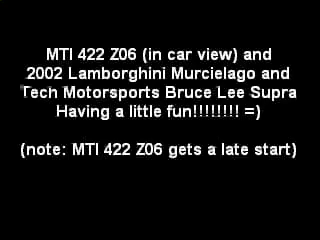 MTI 422 Z06 (in car view) and
2002 Lamborghini Murcielago and
Tech Motorsports Bruce Lee Supra
Having a little fun!!!!!!!! =)
(note: MTI 422 Z06 gets a late start)